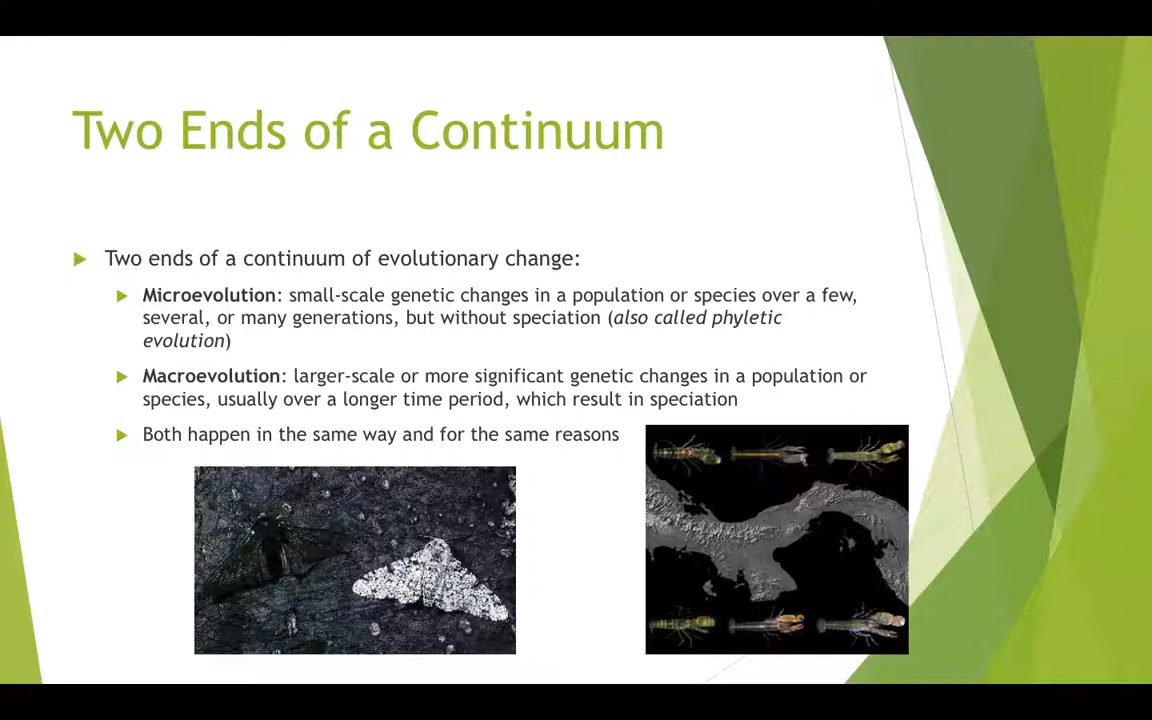 Two Ends of a Continuum
Two ends of a continuum of evolutionary change:
Microevolution: small-scale genetic changes in a population or species over a few,
several, or many generations, but without speciation (also called phyletic
evolution)
Macroevolution: larger-scale or more significant genetic changes in a population or
species, usually over a longer time period, which result in speciation
Both happen in the same way and for the same reasons